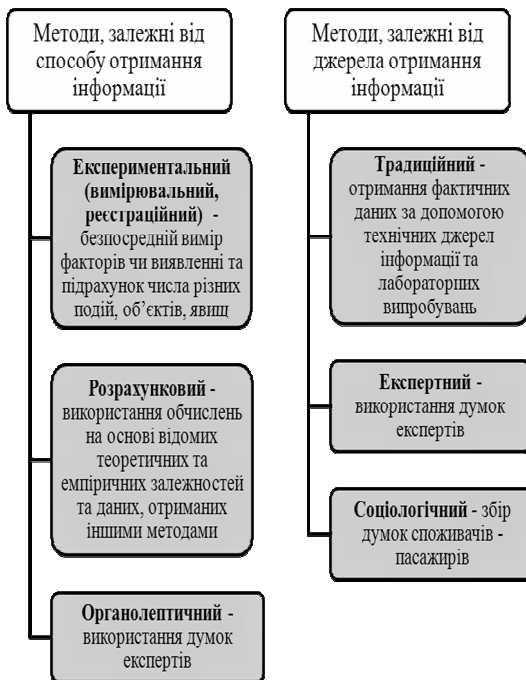 Методи, залежні від
способу отримання
інформації
Експериментальний
(вимірювальний,
реєстраційний) -
безпосередній вимір
факторів чи виявленні та
підрахунок числа різних
подій, об’єктів, явищ
Розрахунковий -
використання обчислень
на основі відомих
теоретичних та
емпіричних залежностей
та даних, отриманих
іншими методами
Органолептичний -
використання думок
експертів
Методи, залежні від
джерела отримання
інформації
Традиційний -
отримання фактичних
даних за допомогою
технічних джерел
інформації та
лабораторних
випробувань
Експертний -
використання думок
експертів
Соціологічний - збір
думок споживачів -
пасажирів